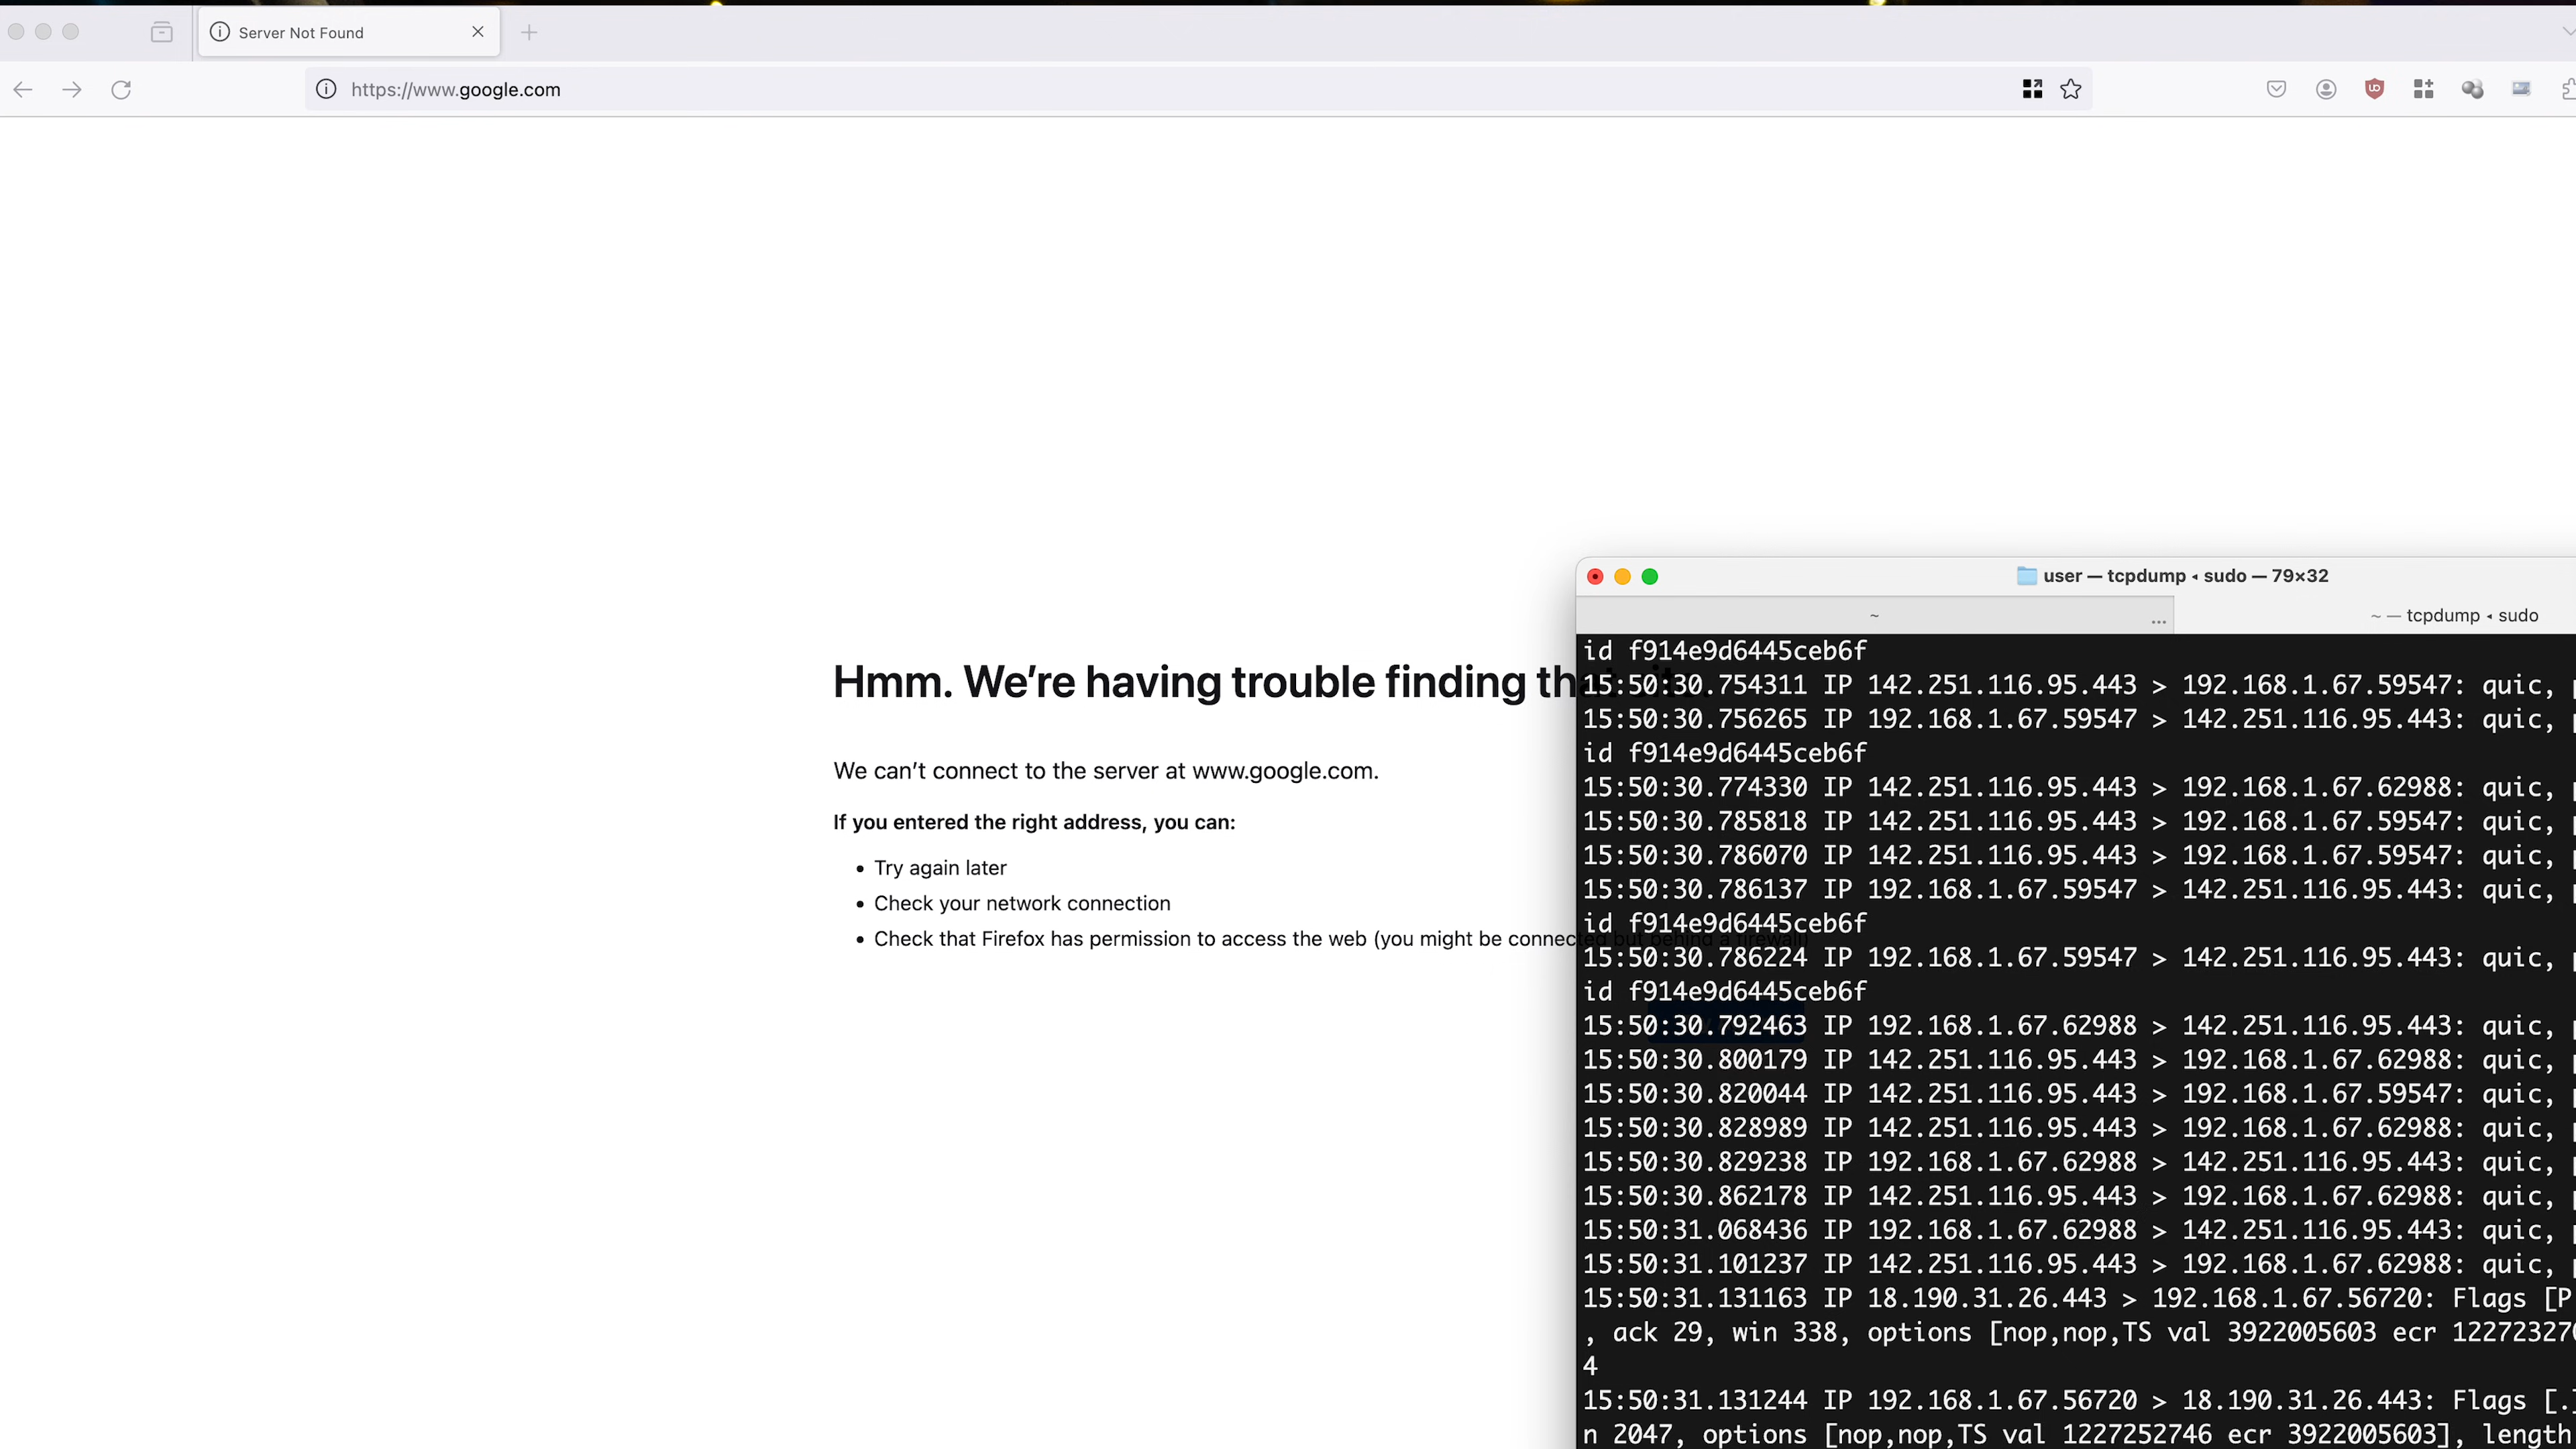 Server Not Found
https://www.google.com
Hmm. We're having trouble finding that
We can't connect to the server at www.google.com.
If you entered the right address, you can:
Try again later
Check your network connection
Check that Firefox has permission to access the web (you might be connected but behind a firewall)
user — tcpdump ◂ sudo — 79×32
~ ...
~ — tcpdump ◂ sudo
id f914e9d6445ceb6f
15:50:30.754311 IP 142.251.116.95.443 > 192.168.1.67.59547: quic,
15:50:30.756265 IP 192.168.1.67.59547 > 142.251.116.95.443: quic,
id f914e9d6445ceb6f
15:50:30.774330 IP 142.251.116.95.443 > 192.168.1.67.62988: quic,
15:50:30.785818 IP 142.251.116.95.443 > 192.168.1.67.59547: quic,
15:50:30.786070 IP 142.251.116.95.443 > 192.168.1.67.59547: quic,
15:50:30.786137 IP 192.168.1.67.59547 > 142.251.116.95.443: quic,
id f914e9d6445ceb6f
15:50:30.786224 IP 192.168.1.67.59547 > 142.251.116.95.443: quic,
id f914e9d6445ceb6f
15:50:30.792463 IP 192.168.1.67.62988 > 142.251.116.95.443: quic,
15:50:30.800179 IP 142.251.116.95.443 > 192.168.1.67.62988: quic,
15:50:30.820044 IP 142.251.116.95.443 > 192.168.1.67.59547: quic,
15:50:30.828989 IP 142.251.116.95.443 > 192.168.1.67.62988: quic,
15:50:30.829238 IP 192.168.1.67.62988 > 142.251.116.95.443: quic,
15:50:30.862178 IP 142.251.116.95.443 > 192.168.1.67.62988: quic,
15:50:31.068436 IP 192.168.1.67.62988 > 142.251.116.95.443: quic,
15:50:31.101237 IP 142.251.116.95.443 > 192.168.1.67.62988: quic,
15:50:31.131163 IP 18.190.31.26.443 > 192.168.1.67.56720: Flags [P
, ack 29, win 338, options [nop,nop,TS val 3922005603 ecr 12272327
4
15:50:31.131244 IP 192.168.1.67.56720 > 18.190.31.26.443: Flags [.]
n 2047, options [nop,nop,TS val 1227252746 ecr 3922005603], length